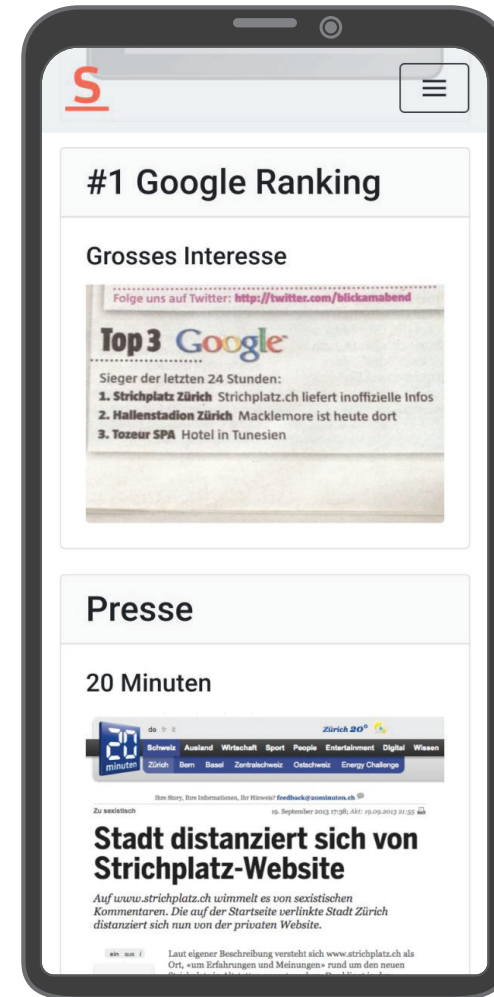 S
#1 Google Ranking
Grosses Interesse
Folge uns auf Twitter: http://twitter.com/blickamabend
Top 3 Google
Sieger der letzten 24 Stunden:
1. Strichplatz Zürich Strichplatz.ch liefert inoffizielle Infos
2. Hallenstadion Zürich Macklemore ist heute dort
3. Tozeur SPA Hotel in Tunesien
Presse
20 Minuten
20 minuten
Zürich 20°
Schweiz Ausland Wirtschaft Sport People Entertainment Digital Wissen
Zürich Bern Basel Zentralschweiz Ostschweiz Energy Challenge
Ihre Story, Ihre Informationen, Ihr Hinweis? feedback@20minuten.ch
Zu sexistisch 19. September 2013 17:38; Akt: 19.09.2013 21:55
Stadt distanziert sich von
Strichplatz-Website
Auf www.strichplatz.ch wimmelt es von sexistischen
Kommentaren. Die auf der Startseite verlinkte Stadt Zürich
distanziert sich nun von der privaten Website.
ein aus i Laut eigener Beschreibung versteht sich www.strichplatz.ch als
Ort, «um Erfahrungen und Meinungen» rund um den neuen